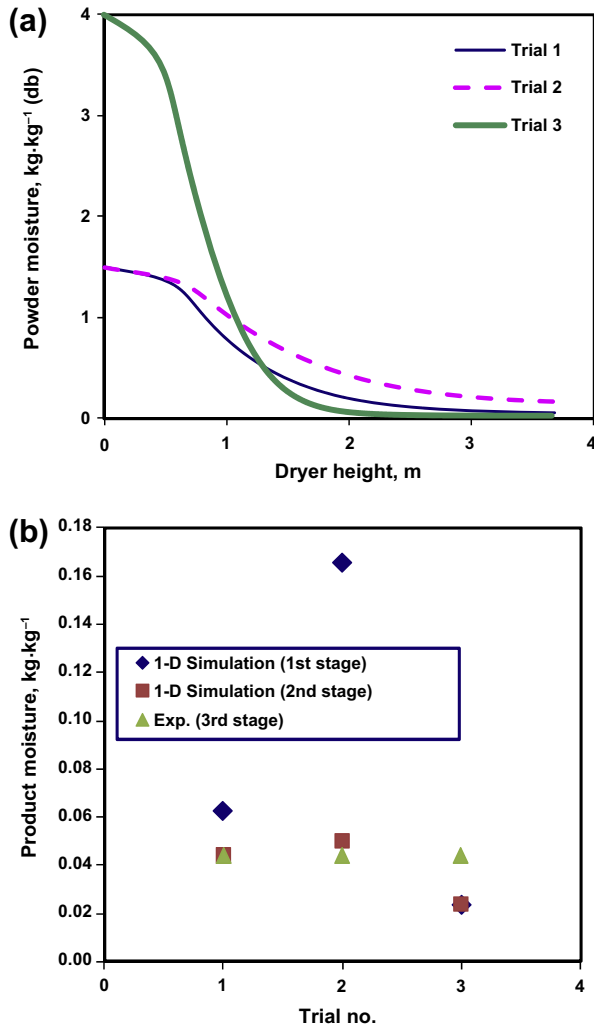 (a)
4
3
2
1
0
0 1 2 3 4
Powder moisture, kg·kg⁻¹ (db)
Dryer height, m
Trial 1
Trial 2
Trial 3
(b)
0.18
0.16
0.14
0.12
0.10
0.08
0.06
0.04
0.02
0.00
0 1 2 3 4
Product moisture, kg·kg⁻¹
Trial no.
1-D Simulation (1st stage)
1-D Simulation (2nd stage)
Exp. (3rd stage)